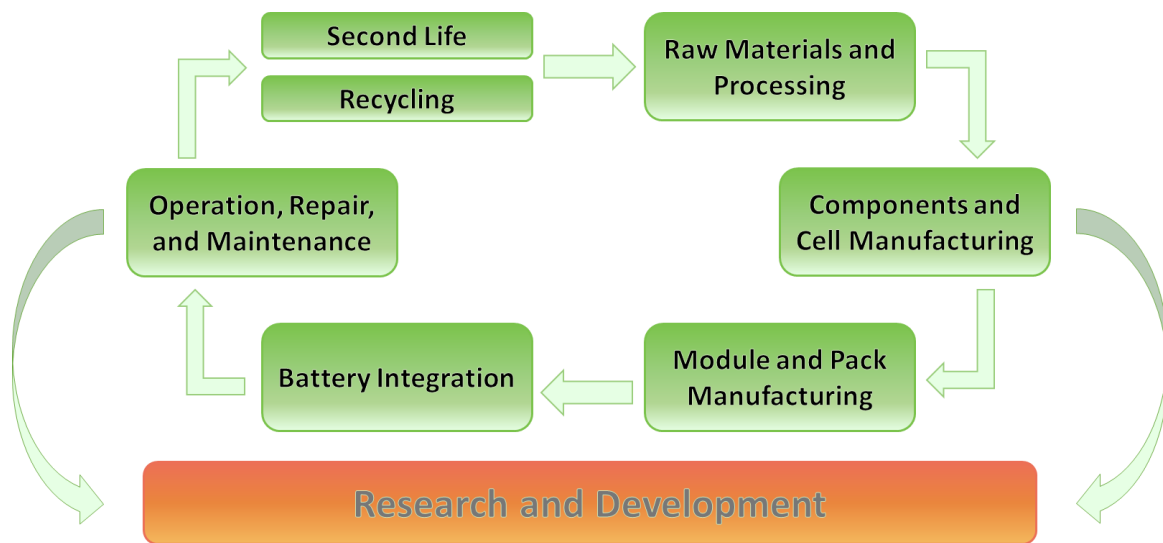 Second Life
Recycling
Raw Materials and
Processing
Operation, Repair,
and Maintenance
Components and
Cell Manufacturing
Battery Integration
Module and Pack
Manufacturing
Research and Development